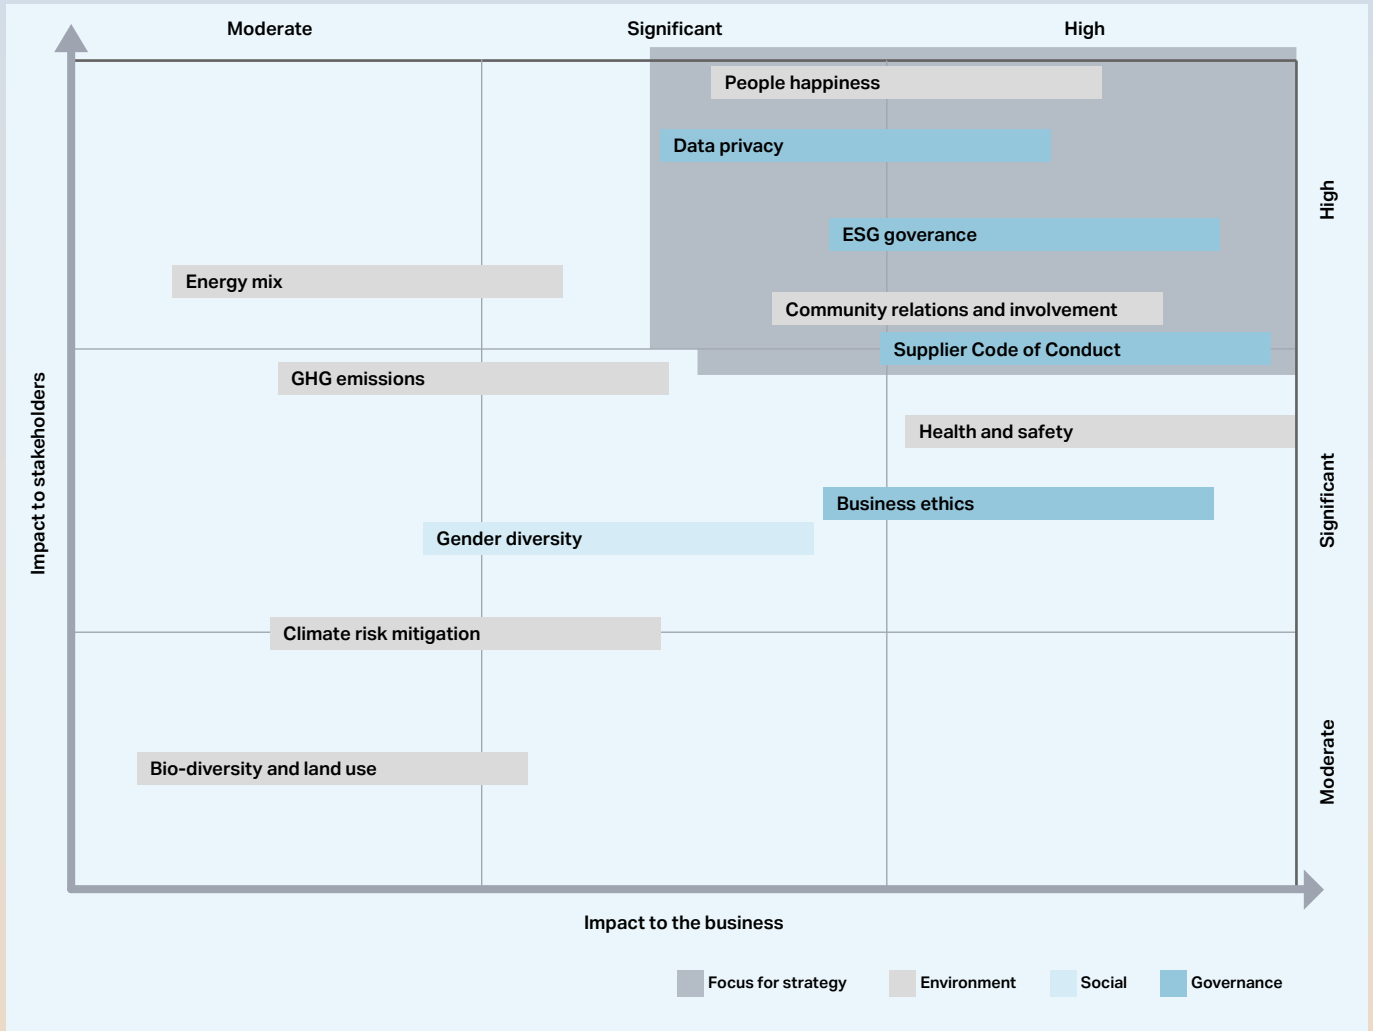 Moderate
Significant
High
People happiness
Data privacy
High
ESG goverance
Energy mix
Community relations and involvement
Supplier Code of Conduct
GHG emissions
Impact to stakeholders
Health and safety
Significant
Business ethics
Gender diversity
Climate risk mitigation
Moderate
Bio-diversity and land use
Impact to the business
Focus for strategy
Environment
Social
Governance